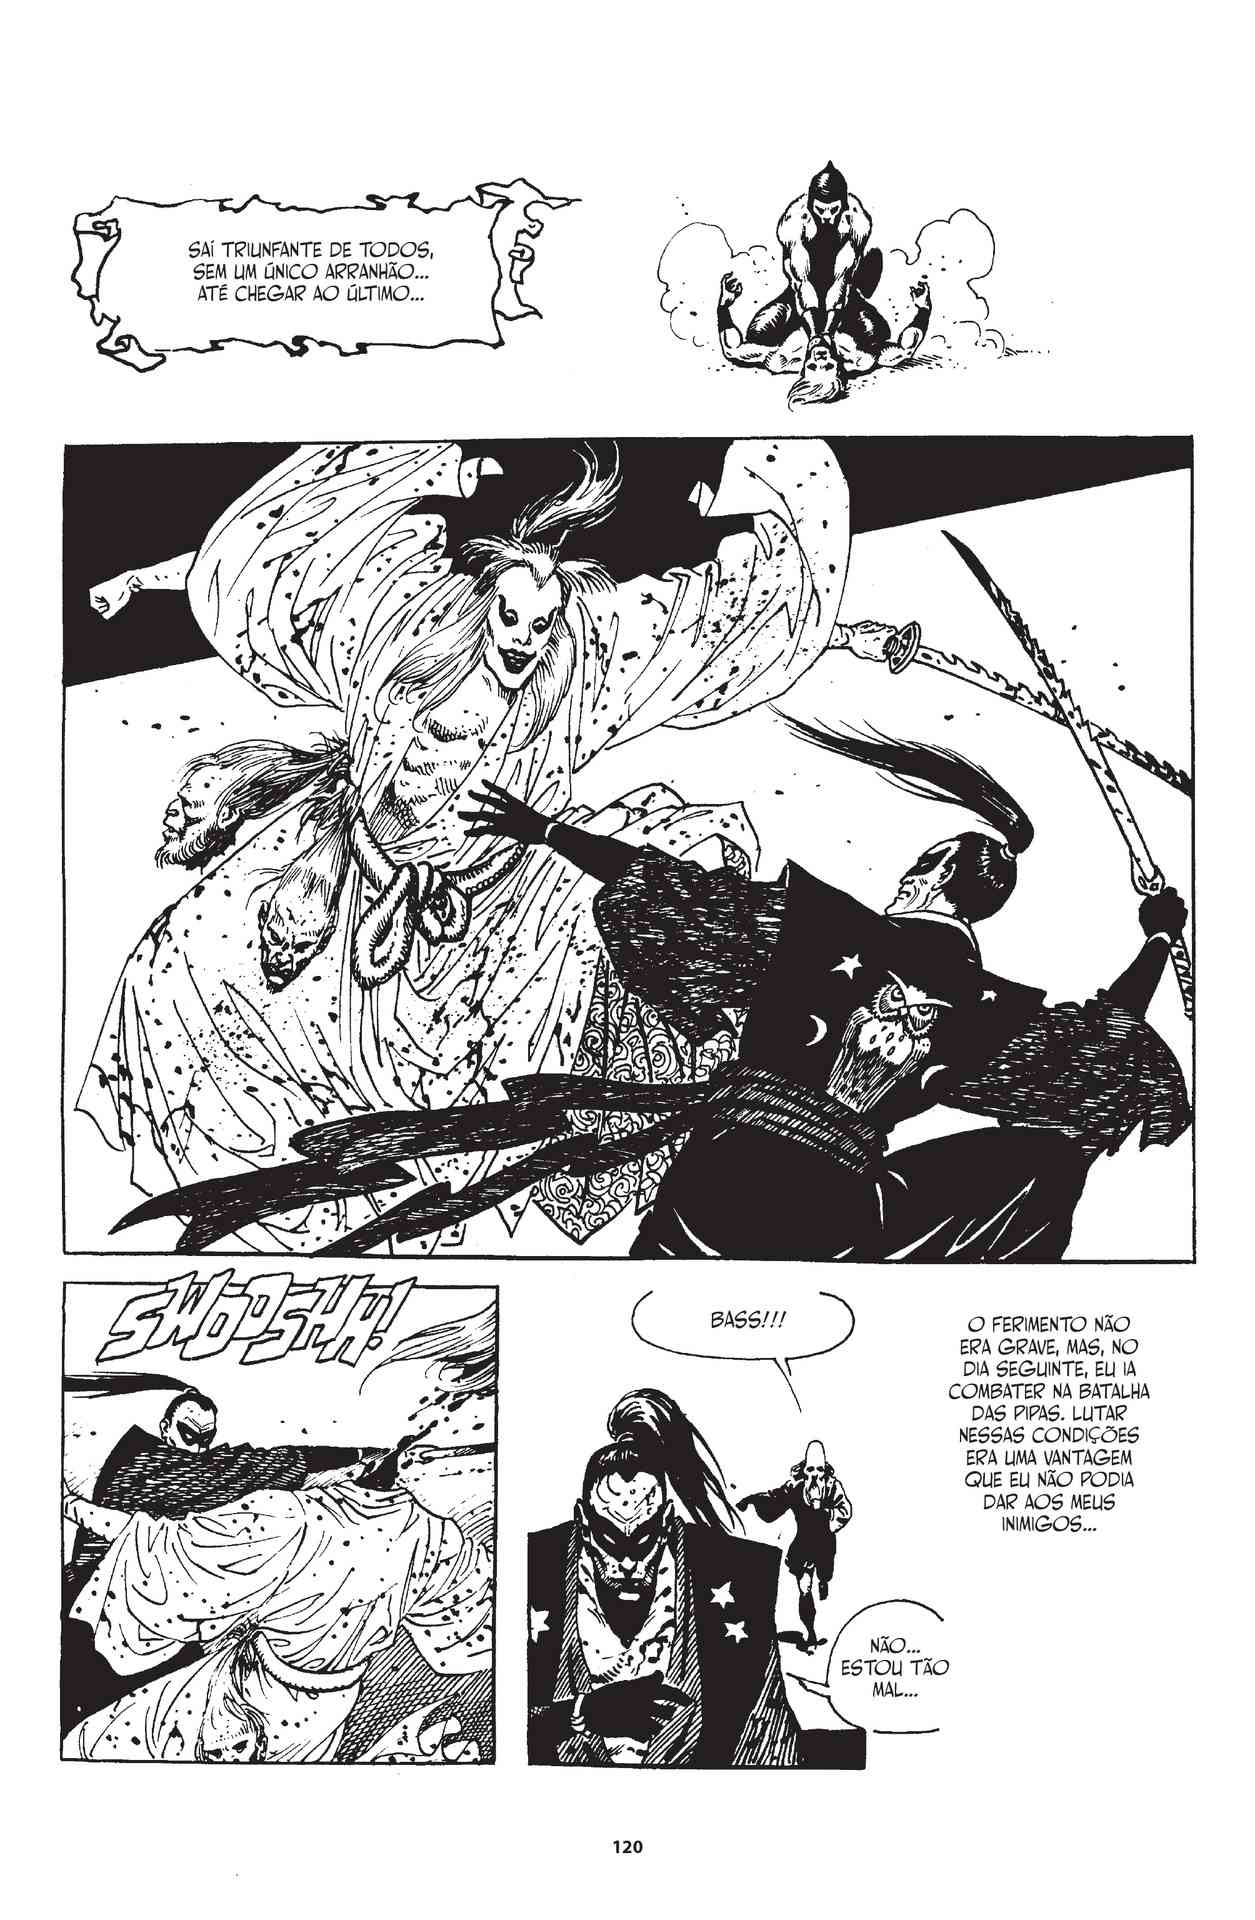 SAÍ TRIUNFANTE DE TODOS,
SEM UM ÚNICO ARRANHÃO...
ATÉ CHEGAR AO ÚLTIMO...
SWOOSHH!
BASS!!!
O FERIMENTO NÃO
ERA GRAVE, MAS, NO
DIA SEGUINTE, EU IA
COMBATER NA BATALHA
DAS PIPAS. LUTAR
NESSAS CONDIÇÕES
ERA UMA VANTAGEM
QUE EU NÃO PODIA
DAR AOS MEUS
INIMIGOS...
NÃO...
ESTOU TÃO
MAL...
120